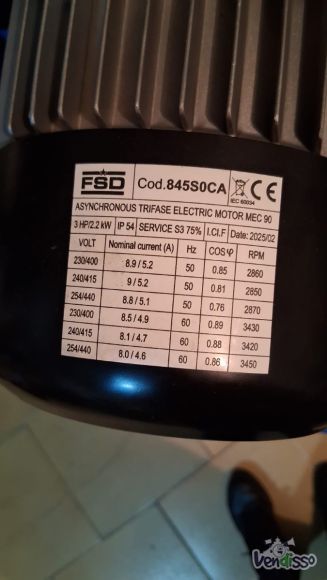 FSD Cod.845S0CA CE
IEC 60034
ASYNCHRONOUS TRIFASE ELECTRIC MOTOR MEC 90
3 HP/2.2 kW IP 54 SERVICE S3 75% I.Cl.F Date: 2025/02
VOLT Nominal current (A) Hz COSφ RPM
230/400 8.9/5.2 50 0.85 2860
240/415 9/5.2 50 0.81 2850
254/440 8.8/5.1 50 0.76 2870
230/400 8.5/4.9 60 0.89 3430
240/415 8.1/4.7 60 0.88 3420
254/440 8.0/4.6 60 0.86 3450
Vendisso